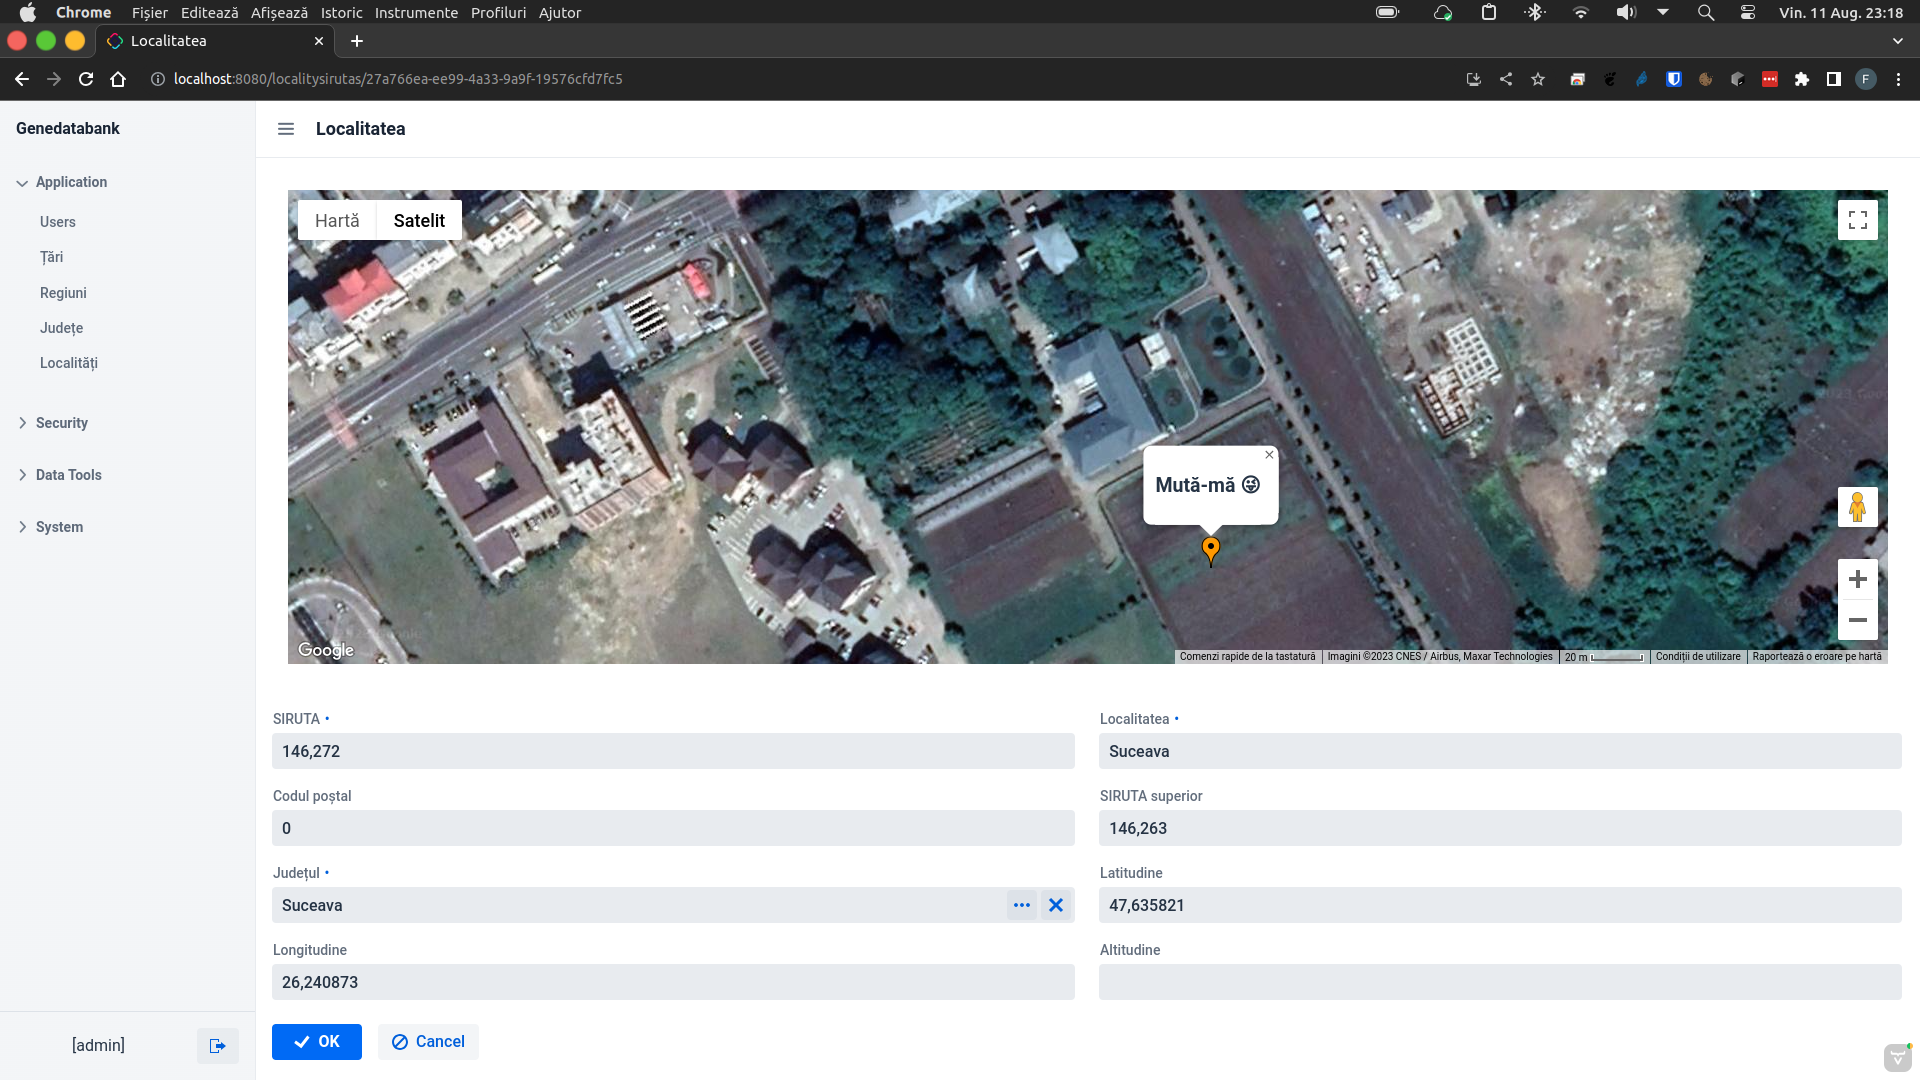 Chrome Fișier Editează Afișează Istoric Instrumente Profiluri Ajutor Vin. 11 Aug. 23:18
Localitatea
localhost:8080/localitysirutas/27a766ea-ee99-4a33-9a9f-19576cfd7fc5
F
Genedatabank
Localitatea
Application
Users
Țări
Regiuni
Județe
Localități
Security
Data Tools
System
[admin]
Hartă Satelit
Mută-mă 😜
Google
Comenzi rapide de la tastatură Imagini ©2023 CNES / Airbus, Maxar Technologies 20 m Condiții de utilizare Raportează o eroare pe hartă
SIRUTA •
146,272
Localitatea •
Suceava
Codul poștal
0
SIRUTA superior
146,263
Județul •
Suceava
Latitudine
47,635821
Longitudine
26,240873
Altitudine
OK
Cancel